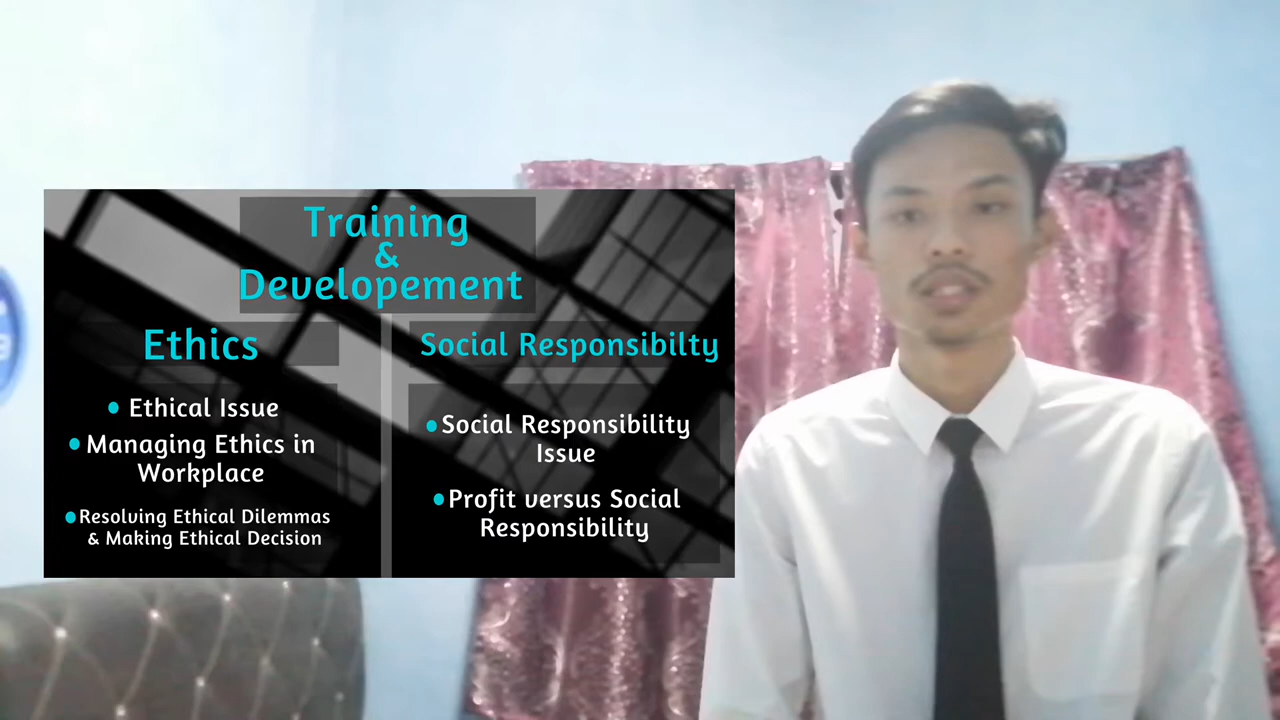 Training
&
Developement
Ethics
Ethical Issue
Managing Ethics in
Workplace
Resolving Ethical Dilemmas
& Making Ethical Decision
Social Responsibilty
Social Responsibility
Issue
Profit versus Social
Responsibility